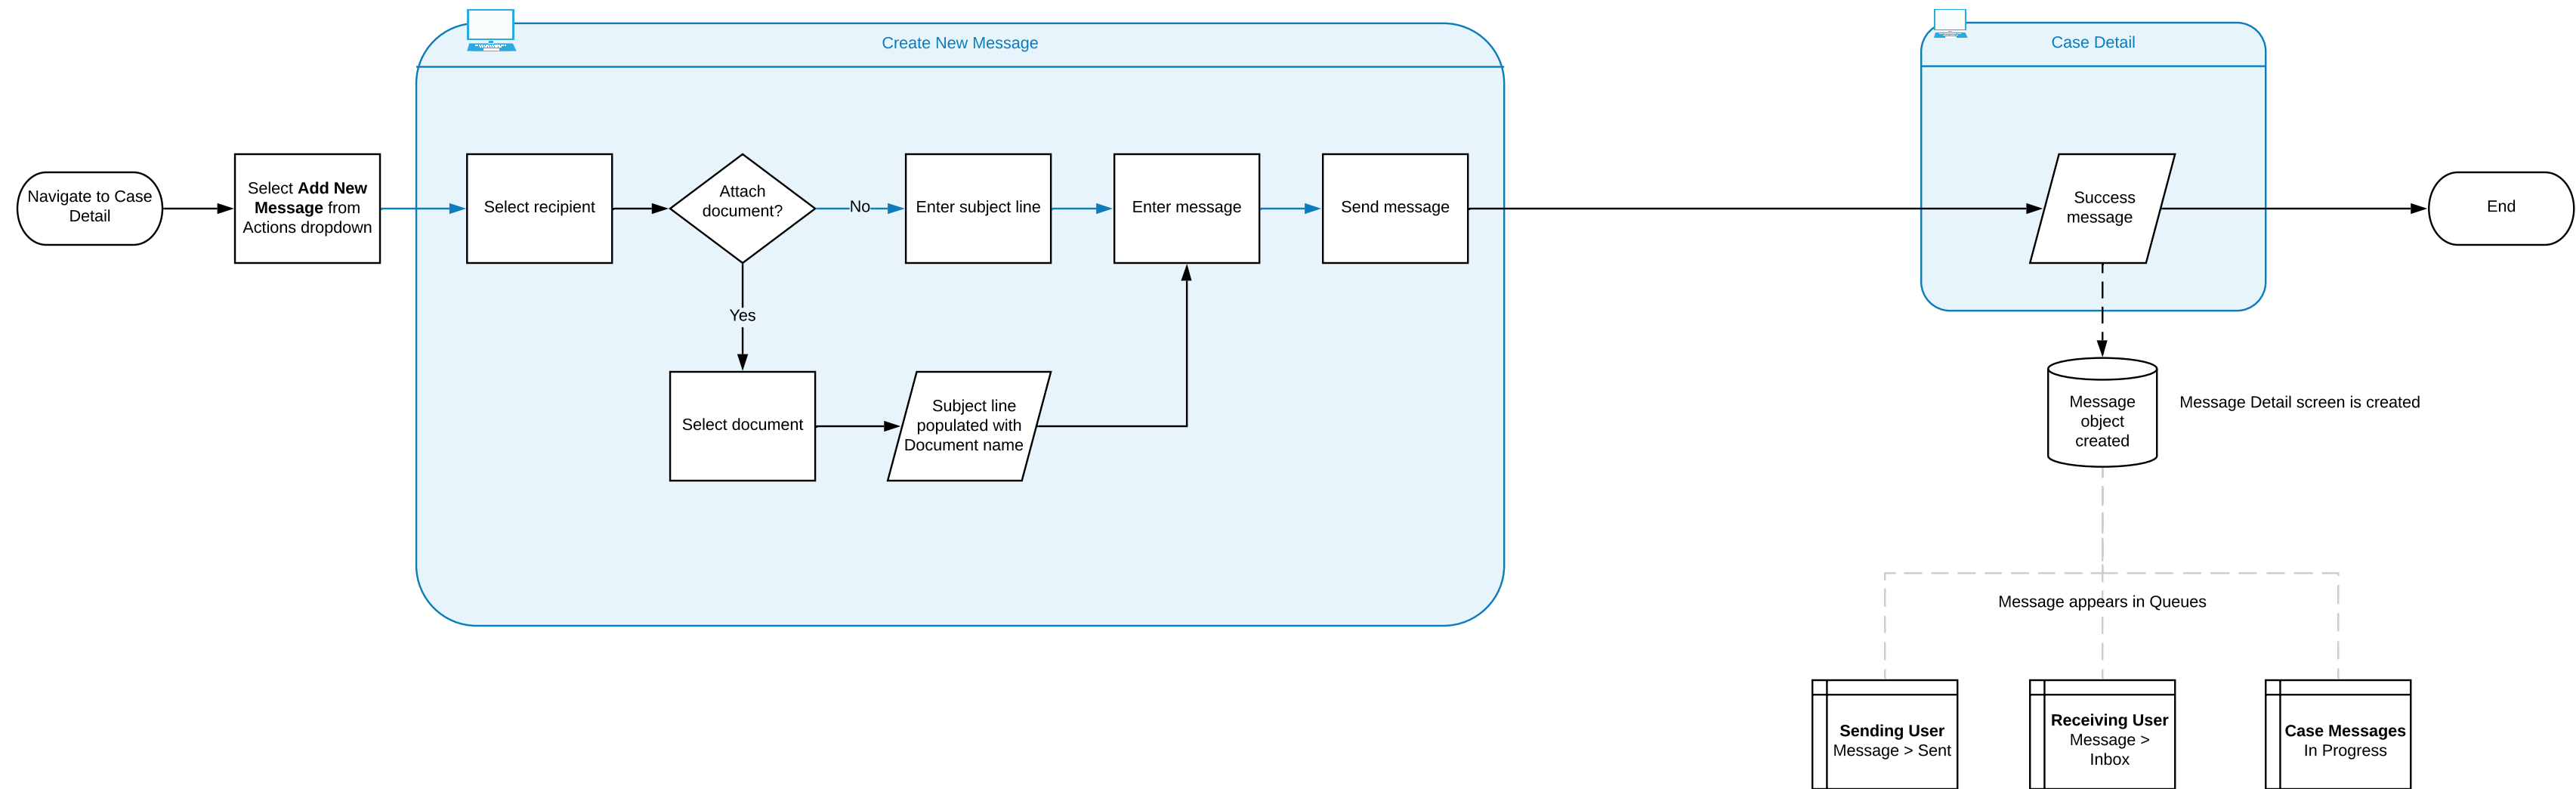 Create New Message
Case Detail
Navigate to Case
Detail
Select Add New
Message from
Actions dropdown
Select recipient
Attach
document?
No
Enter subject line
Enter message
Send message
Success
message
End
Yes
Select document
Subject line
populated with
Document name
Message
object
created
Message Detail screen is created
Message appears in Queues
Sending User
Message > Sent
Receiving User
Message >
Inbox
Case Messages
In Progress